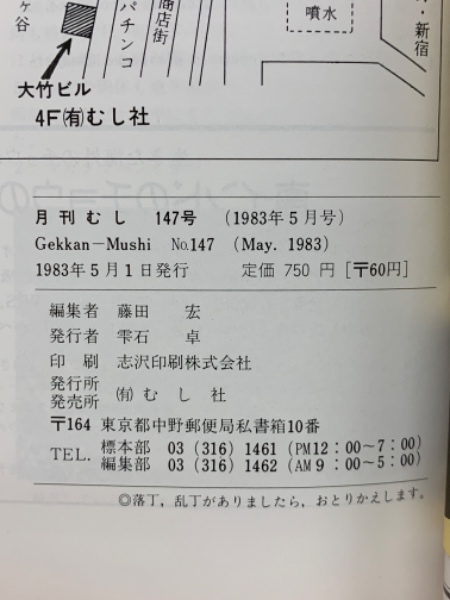 ヶ谷
パチンコ
商店街
噴水
・新宿
大竹ビル
4F(有)むし社
月刊むし 147号 (1983年5月号)
Gekkan-Mushi No.147 (May. 1983)
1983年5月1日発行 定価 750 円 [〒60円]
編集者 藤田 宏
発行者 雫石 卓
印刷 志沢印刷株式会社
発行所
発売所 (有)むし社
〒164 東京都中野郵便局私書箱10番
TEL. 標本部 03 (316) 1461 (PM12:00~7:00)
編集部 03 (316) 1462 (AM9:00~5:00)
◎落丁，乱丁がありましたら，おとりかえします。